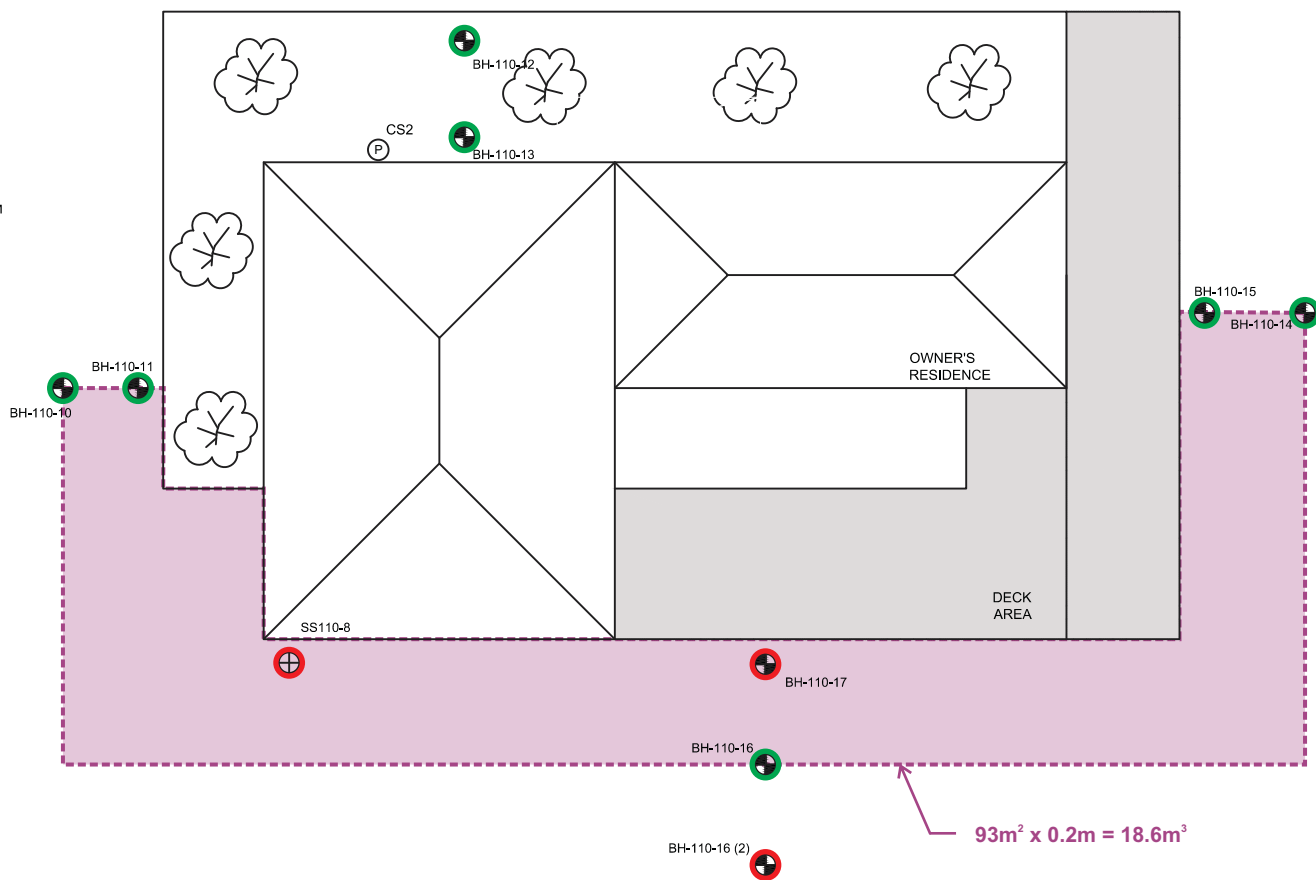 BH-110-12
CS2
P
BH-110-13
BH-110-15
BH-110-14
OWNER'S
RESIDENCE
BH-110-11
BH-110-10
DECK
AREA
SS110-8
BH-110-17
BH-110-16
93m² x 0.2m = 18.6m³
BH-110-16 (2)